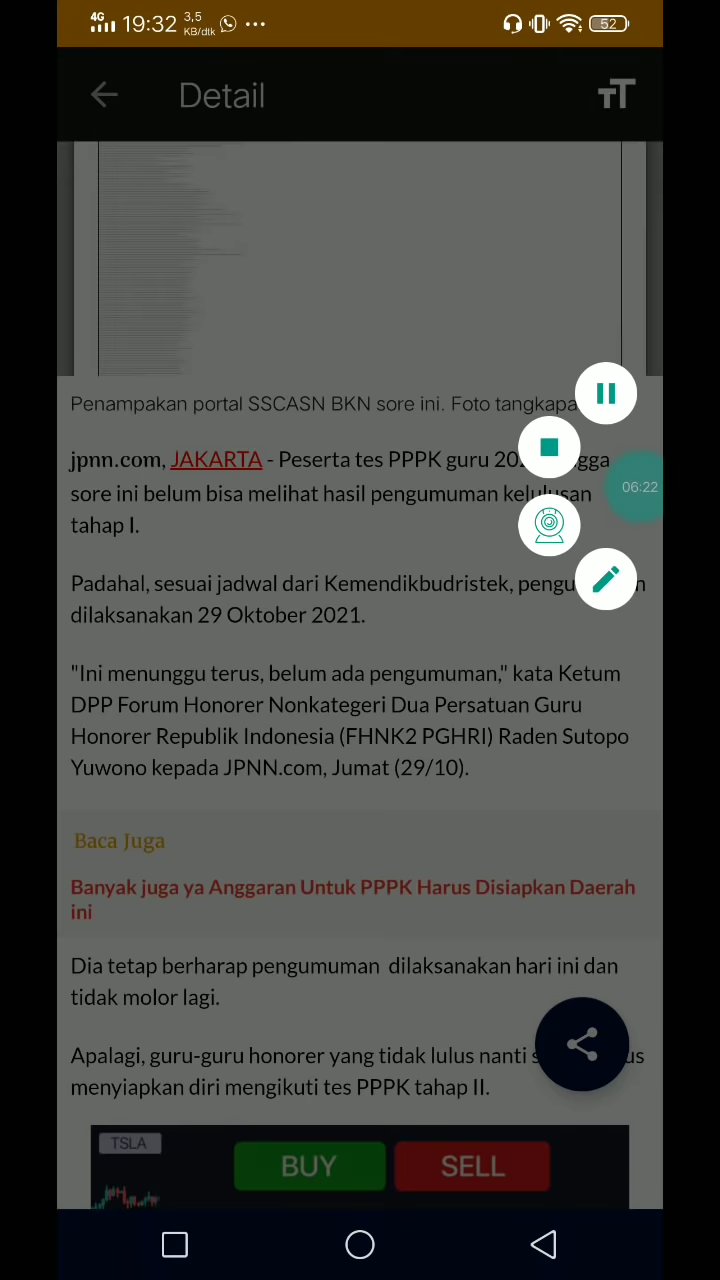 4G 19:32 3,5 KB/dtk 52
Detail
Penampakan portal SSCASN BKN sore ini. Foto
jpnn.com, JAKARTA - Peserta tes PPPK guru
sore ini belum bisa melihat hasil pengumuman kelulusan
tahap I.
06:22
Padahal, sesuai jadwal dari Kemendikbudristek,
dilaksanakan 29 Oktober 2021.
"Ini menunggu terus, belum ada pengumuman," kata Ketum
DPP Forum Honorer Nonkategeri Dua Persatuan Guru
Honorer Republik Indonesia (FHNK2 PGHRI) Raden Sutopo
Yuwono kepada JPNN.com, Jumat (29/10).
Baca Juga
Banyak juga ya Anggaran Untuk PPPK Harus Disiapkan Daerah
ini
Dia tetap berharap pengumuman dilaksanakan hari ini dan
tidak molor lagi.
Apalagi, guru-guru honorer yang tidak lulus nanti
menyiapkan diri mengikuti tes PPPK tahap II.
TSLA
BUY SELL